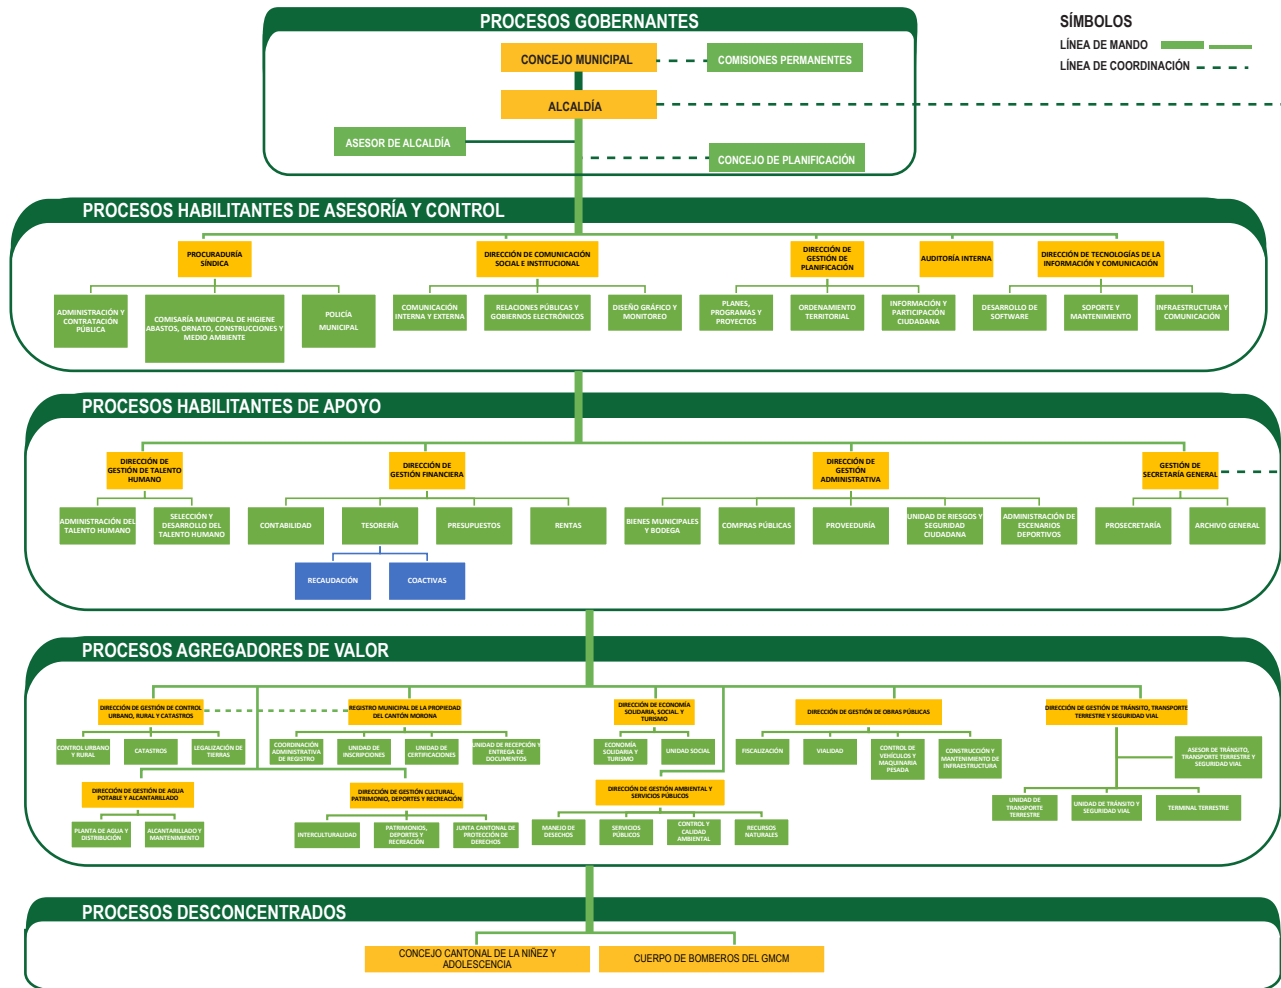 PROCESOS GOBERNANTES
CONCEJO MUNICIPAL
COMISIONES PERMANENTES
ALCALDÍA
ASESOR DE ALCALDÍA
CONCEJO DE PLANIFICACIÓN
SÍMBOLOS
LÍNEA DE MANDO
LÍNEA DE COORDINACIÓN
PROCESOS HABILITANTES DE ASESORÍA Y CONTROL
PROCURADURÍA
SÍNDICA
DIRECCIÓN DE COMUNICACIÓN
SOCIAL E INSTITUCIONAL
DIRECCIÓN DE
GESTIÓN DE
PLANIFICACIÓN
AUDITORÍA INTERNA
DIRECCIÓN DE TECNOLOGÍAS DE LA
INFORMACIÓN Y COMUNICACIÓN
ADMINISTRACIÓN Y
CONTRATACIÓN
PÚBLICA
COMISARÍA MUNICIPAL DE HIGIENE
ABASTOS, ORNATO, CONSTRUCCIONES Y
MEDIO AMBIENTE
POLICÍA
MUNICIPAL
COMUNICACIÓN
INTERNA Y EXTERNA
RELACIONES PÚBLICAS Y
GOBIERNOS ELECTRÓNICOS
DISEÑO GRÁFICO Y
MONITOREO
PLANES,
PROGRAMAS Y
PROYECTOS
ORDENAMIENTO
TERRITORIAL
INFORMACIÓN Y
PARTICIPACIÓN
CIUDADANA
DESARROLLO DE
SOFTWARE
SOPORTE Y
MANTENIMIENTO
INFRAESTRUCTURA Y
COMUNICACIÓN
PROCESOS HABILITANTES DE APOYO
DIRECCIÓN DE
GESTIÓN DE TALENTO
HUMANO
DIRECCIÓN DE
GESTIÓN FINANCIERA
DIRECCIÓN DE
GESTIÓN
ADMINISTRATIVA
GESTIÓN DE
SECRETARÍA GENERAL
ADMINISTRACIÓN DEL
TALENTO HUMANO
SELECCIÓN Y
DESARROLLO DEL
TALENTO HUMANO
CONTABILIDAD
TESORERÍA
PRESUPUESTOS
RENTAS
BIENES MUNICIPALES
Y BODEGA
COMPRAS PÚBLICAS
PROVEEDURÍA
UNIDAD DE RIESGOS Y
SEGURIDAD
CIUDADANA
ADMINISTRACIÓN DE
ESCENARIOS
DEPORTIVOS
PROSECRETARÍA
ARCHIVO GENERAL
RECAUDACIÓN
COACTIVAS
PROCESOS AGREGADORES DE VALOR
DIRECCIÓN DE GESTIÓN DE CONTROL
URBANO, RURAL Y CATASTROS
REGISTRO MUNICIPAL DE LA PROPIEDAD
DEL CANTÓN MORONA
DIRECCIÓN DE ECONOMÍA
SOLIDARIA, SOCIAL. Y
TURISMO
DIRECCIÓN DE GESTIÓN DE OBRAS PÚBLICAS
DIRECCIÓN DE GESTIÓN DE TRÁNSITO, TRANSPORTE
TERRESTRE Y SEGURIDAD VIAL
CONTROL URBANO
Y RURAL
CATASTROS
LEGALIZACIÓN DE
TIERRAS
COORDINACIÓN
ADMINISTRATIVA
DE REGISTRO
UNIDAD DE
INSCRIPCIONES
UNIDAD DE
CERTIFICACIONES
UNIDAD DE RECEPCIÓN Y
ENTREGA DE
DOCUMENTOS
ECONOMÍA
SOLIDARIA Y
TURISMO
UNIDAD SOCIAL
FISCALIZACIÓN
VIALIDAD
CONTROL DE
VEHÍCULOS Y
MAQUINARIA
PESADA
CONSTRUCCIÓN Y
MANTENIMIENTO DE
INFRAESTRUCTURA
ASESOR DE TRÁNSITO,
TRANSPORTE TERRESTRE Y
SEGURIDAD VIAL
DIRECCIÓN DE GESTIÓN DE AGUA
POTABLE Y ALCANTARILLADO
DIRECCIÓN DE GESTIÓN CULTURAL,
PATRIMONIO, DEPORTES Y RECREACIÓN
DIRECCIÓN DE GESTIÓN AMBIENTAL Y
SERVICIOS PÚBLICOS
UNIDAD DE
TRANSPORTE
TERRESTRE
UNIDAD DE TRÁNSITO Y
SEGURIDAD VIAL
TERMINAL TERRESTRE
PLANTA DE AGUA Y
DISTRIBUCIÓN
ALCANTARILLADO Y
MANTENIMIENTO
INTERCULTURALIDAD
PATRIMONIOS,
DEPORTES Y
RECREACIÓN
JUNTA CANTONAL DE
PROTECCIÓN DE
DERECHOS
MANEJO DE
DESECHOS
SERVICIOS
PÚBLICOS
CONTROL Y
CALIDAD
AMBIENTAL
RECURSOS
NATURALES
PROCESOS DESCONCENTRADOS
CONCEJO CANTONAL DE LA NIÑEZ Y
ADOLESCENCIA
CUERPO DE BOMBEROS DEL GMCM